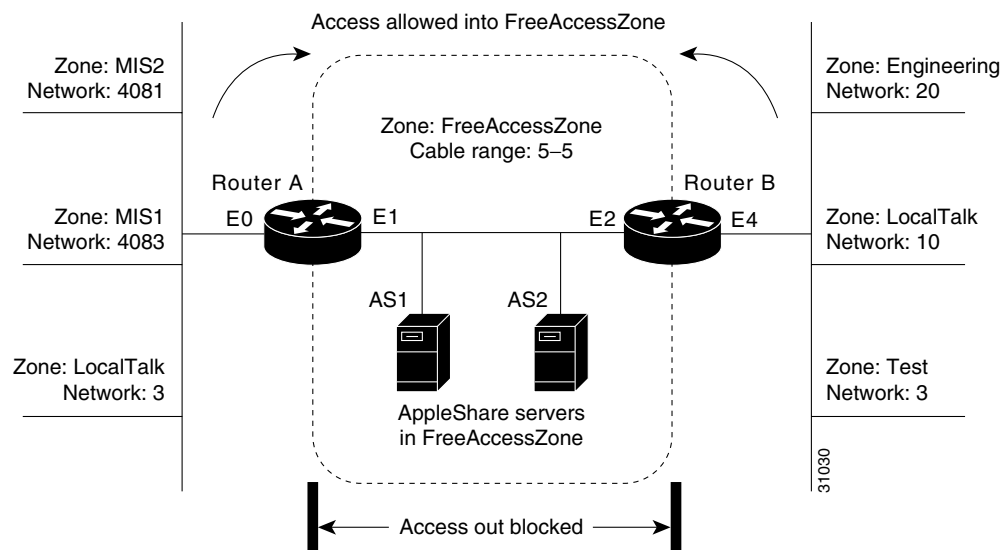 Access allowed into FreeAccessZone
Zone: MIS2
Network: 4081
Zone: Engineering
Network: 20
Zone: FreeAccessZone
Cable range: 5–5
Router A
Router B
Zone: MIS1
Network: 4083
E0
E1
E2
E4
Zone: LocalTalk
Network: 10
AS1
AS2
Zone: LocalTalk
Network: 3
Zone: Test
Network: 3
AppleShare servers
in FreeAccessZone
31030
Access out blocked